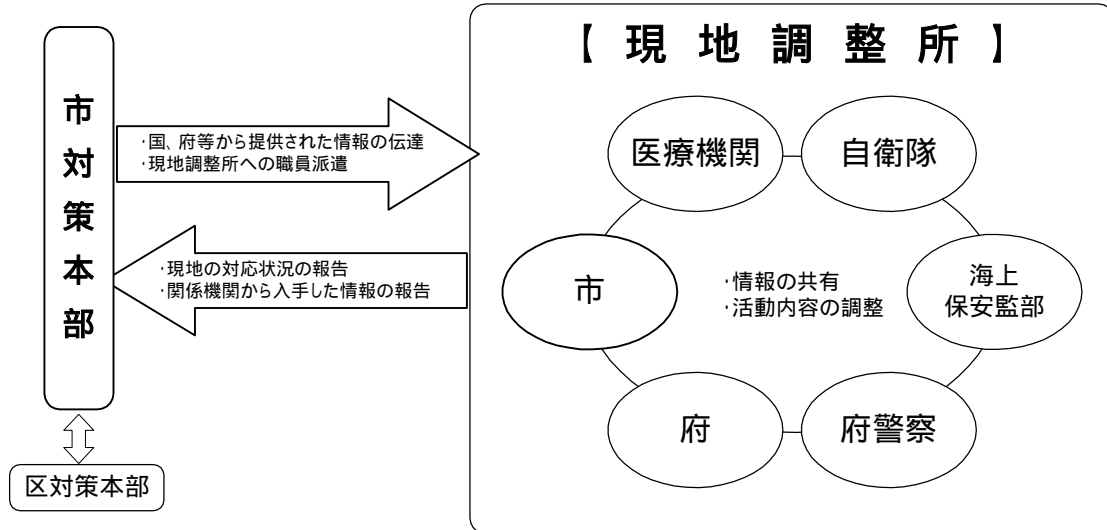 【 現 地 調 整 所 】
市対策本部
・国、府等から提供された情報の伝達
・現地調整所への職員派遣
・現地の対応状況の報告
・関係機関から入手した情報の報告
区対策本部
医療機関
自衛隊
市
・情報の共有
・活動内容の調整
海上
保安監部
府
府警察